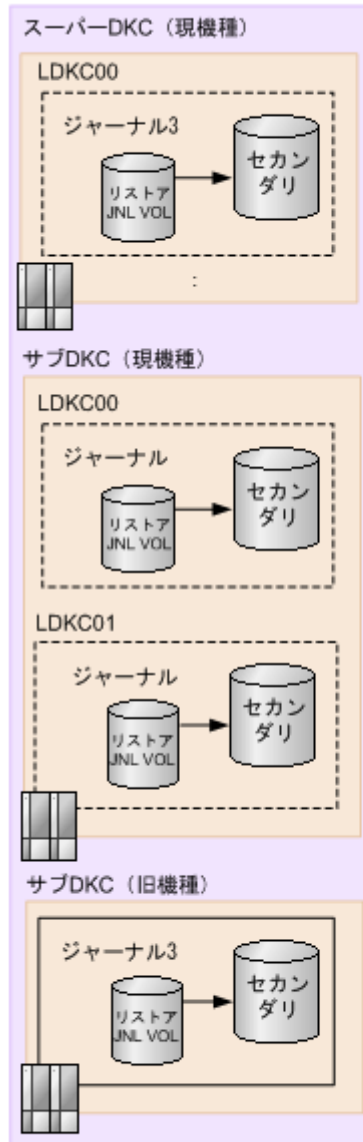 スーパーDKC（現機種）
LDKC00
ジャーナル3
リストア
JNL VOL
セカン
ダリ
:
サブDKC（現機種）
LDKC00
ジャーナル
リストア
JNL VOL
セカン
ダリ
LDKC01
ジャーナル
リストア
JNL VOL
セカン
ダリ
サブDKC（旧機種）
ジャーナル3
リストア
JNL VOL
セカン
ダリ